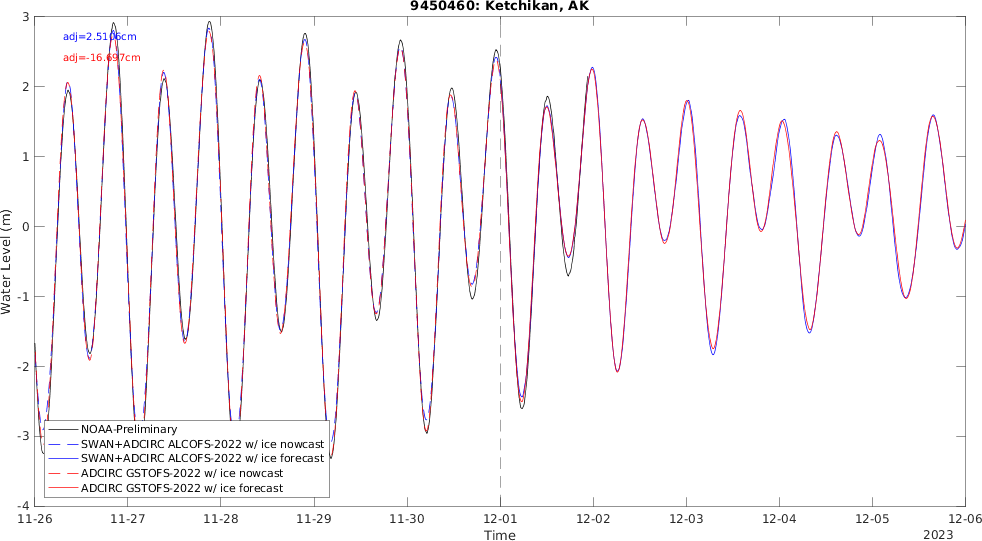 9450460: Ketchikan, AK
adj=2.5106cm
adj=-16.697cm
Water Level (m)
3
2
1
0
-1
-2
-3
-4
NOAA-Preliminary
SWAN+ADCIRC ALCOFS-2022 w/ ice nowcast
SWAN+ADCIRC ALCOFS-2022 w/ ice forecast
ADCIRC GSTOFS-2022 w/ ice nowcast
ADCIRC GSTOFS-2022 w/ ice forecast
11-26 11-27 11-28 11-29 11-30 12-01 12-02 12-03 12-04 12-05 12-06
Time
2023